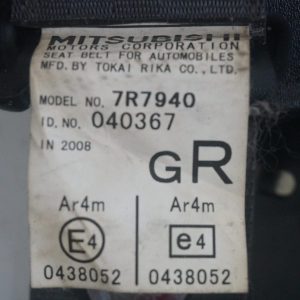 MITSUBISHI
MOTORS CORPORATION
SEAT BELT FOR AUTOMOBILES
MFD. BY TOKAI RIKA CO., LTD.
MODEL NO. 7R7940
ID. NO. 040367
IN 2008
GR
Ar4m Ar4m
E4 e4
0438052 0438052